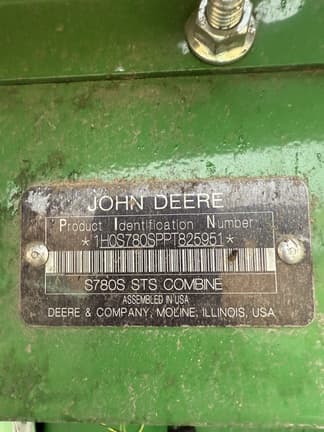 JOHN DEERE
Product Identification Number
*1H0S780SPPT825951*
S780S STS COMBINE
ASSEMBLED IN USA
DEERE & COMPANY, MOLINE, ILLINOIS, USA